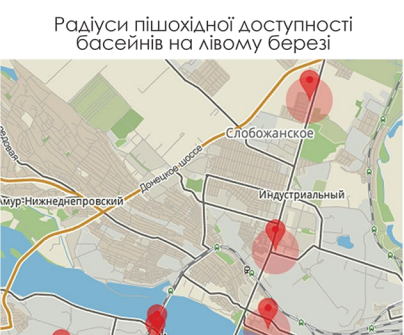 Радіуси пішохідної доступності
басейнів на лівому березі
Слобожанское
Донецкое шоссе
Индустриальный
Амур-Нижнеднепровский